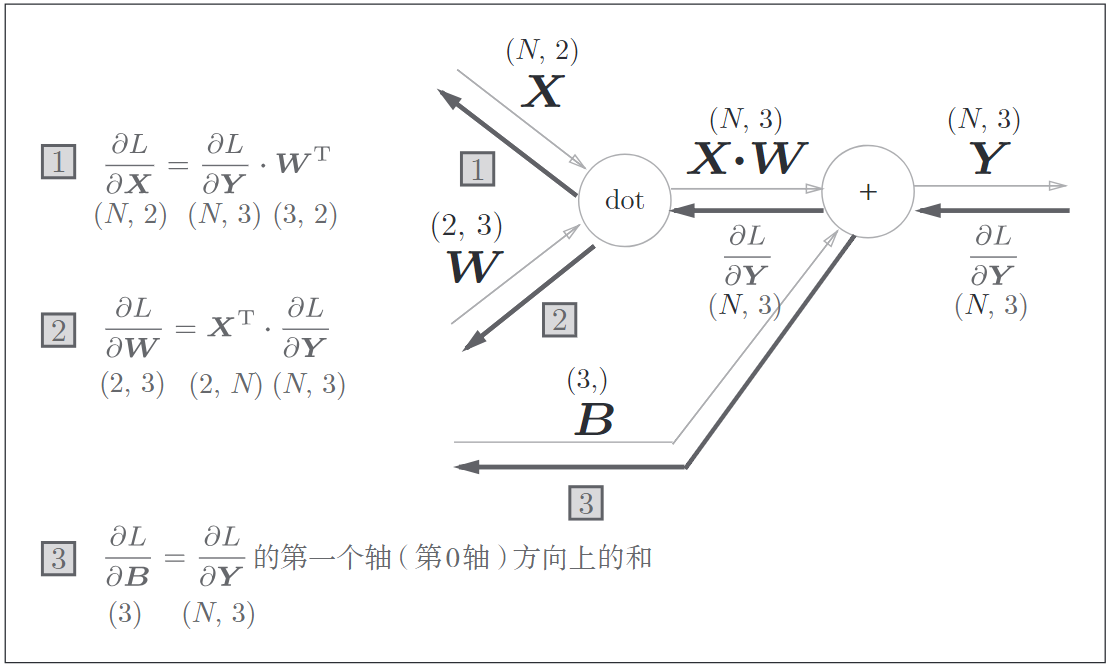 (N, 2)
X
(N, 3)
X·W
(N, 3)
Y
1
∂L/∂X = ∂L/∂Y · Wᵀ
(N, 2) (N, 3) (3, 2)
1
dot
+
(2, 3)
W
∂L/∂Y
(N, 3)
∂L/∂Y
(N, 3)
2
∂L/∂W = Xᵀ · ∂L/∂Y
(2, 3) (2, N) (N, 3)
2
(3,)
B
3
3
∂L/∂B = ∂L/∂Y 的第一个轴(第0轴)方向上的和
(3) (N, 3)